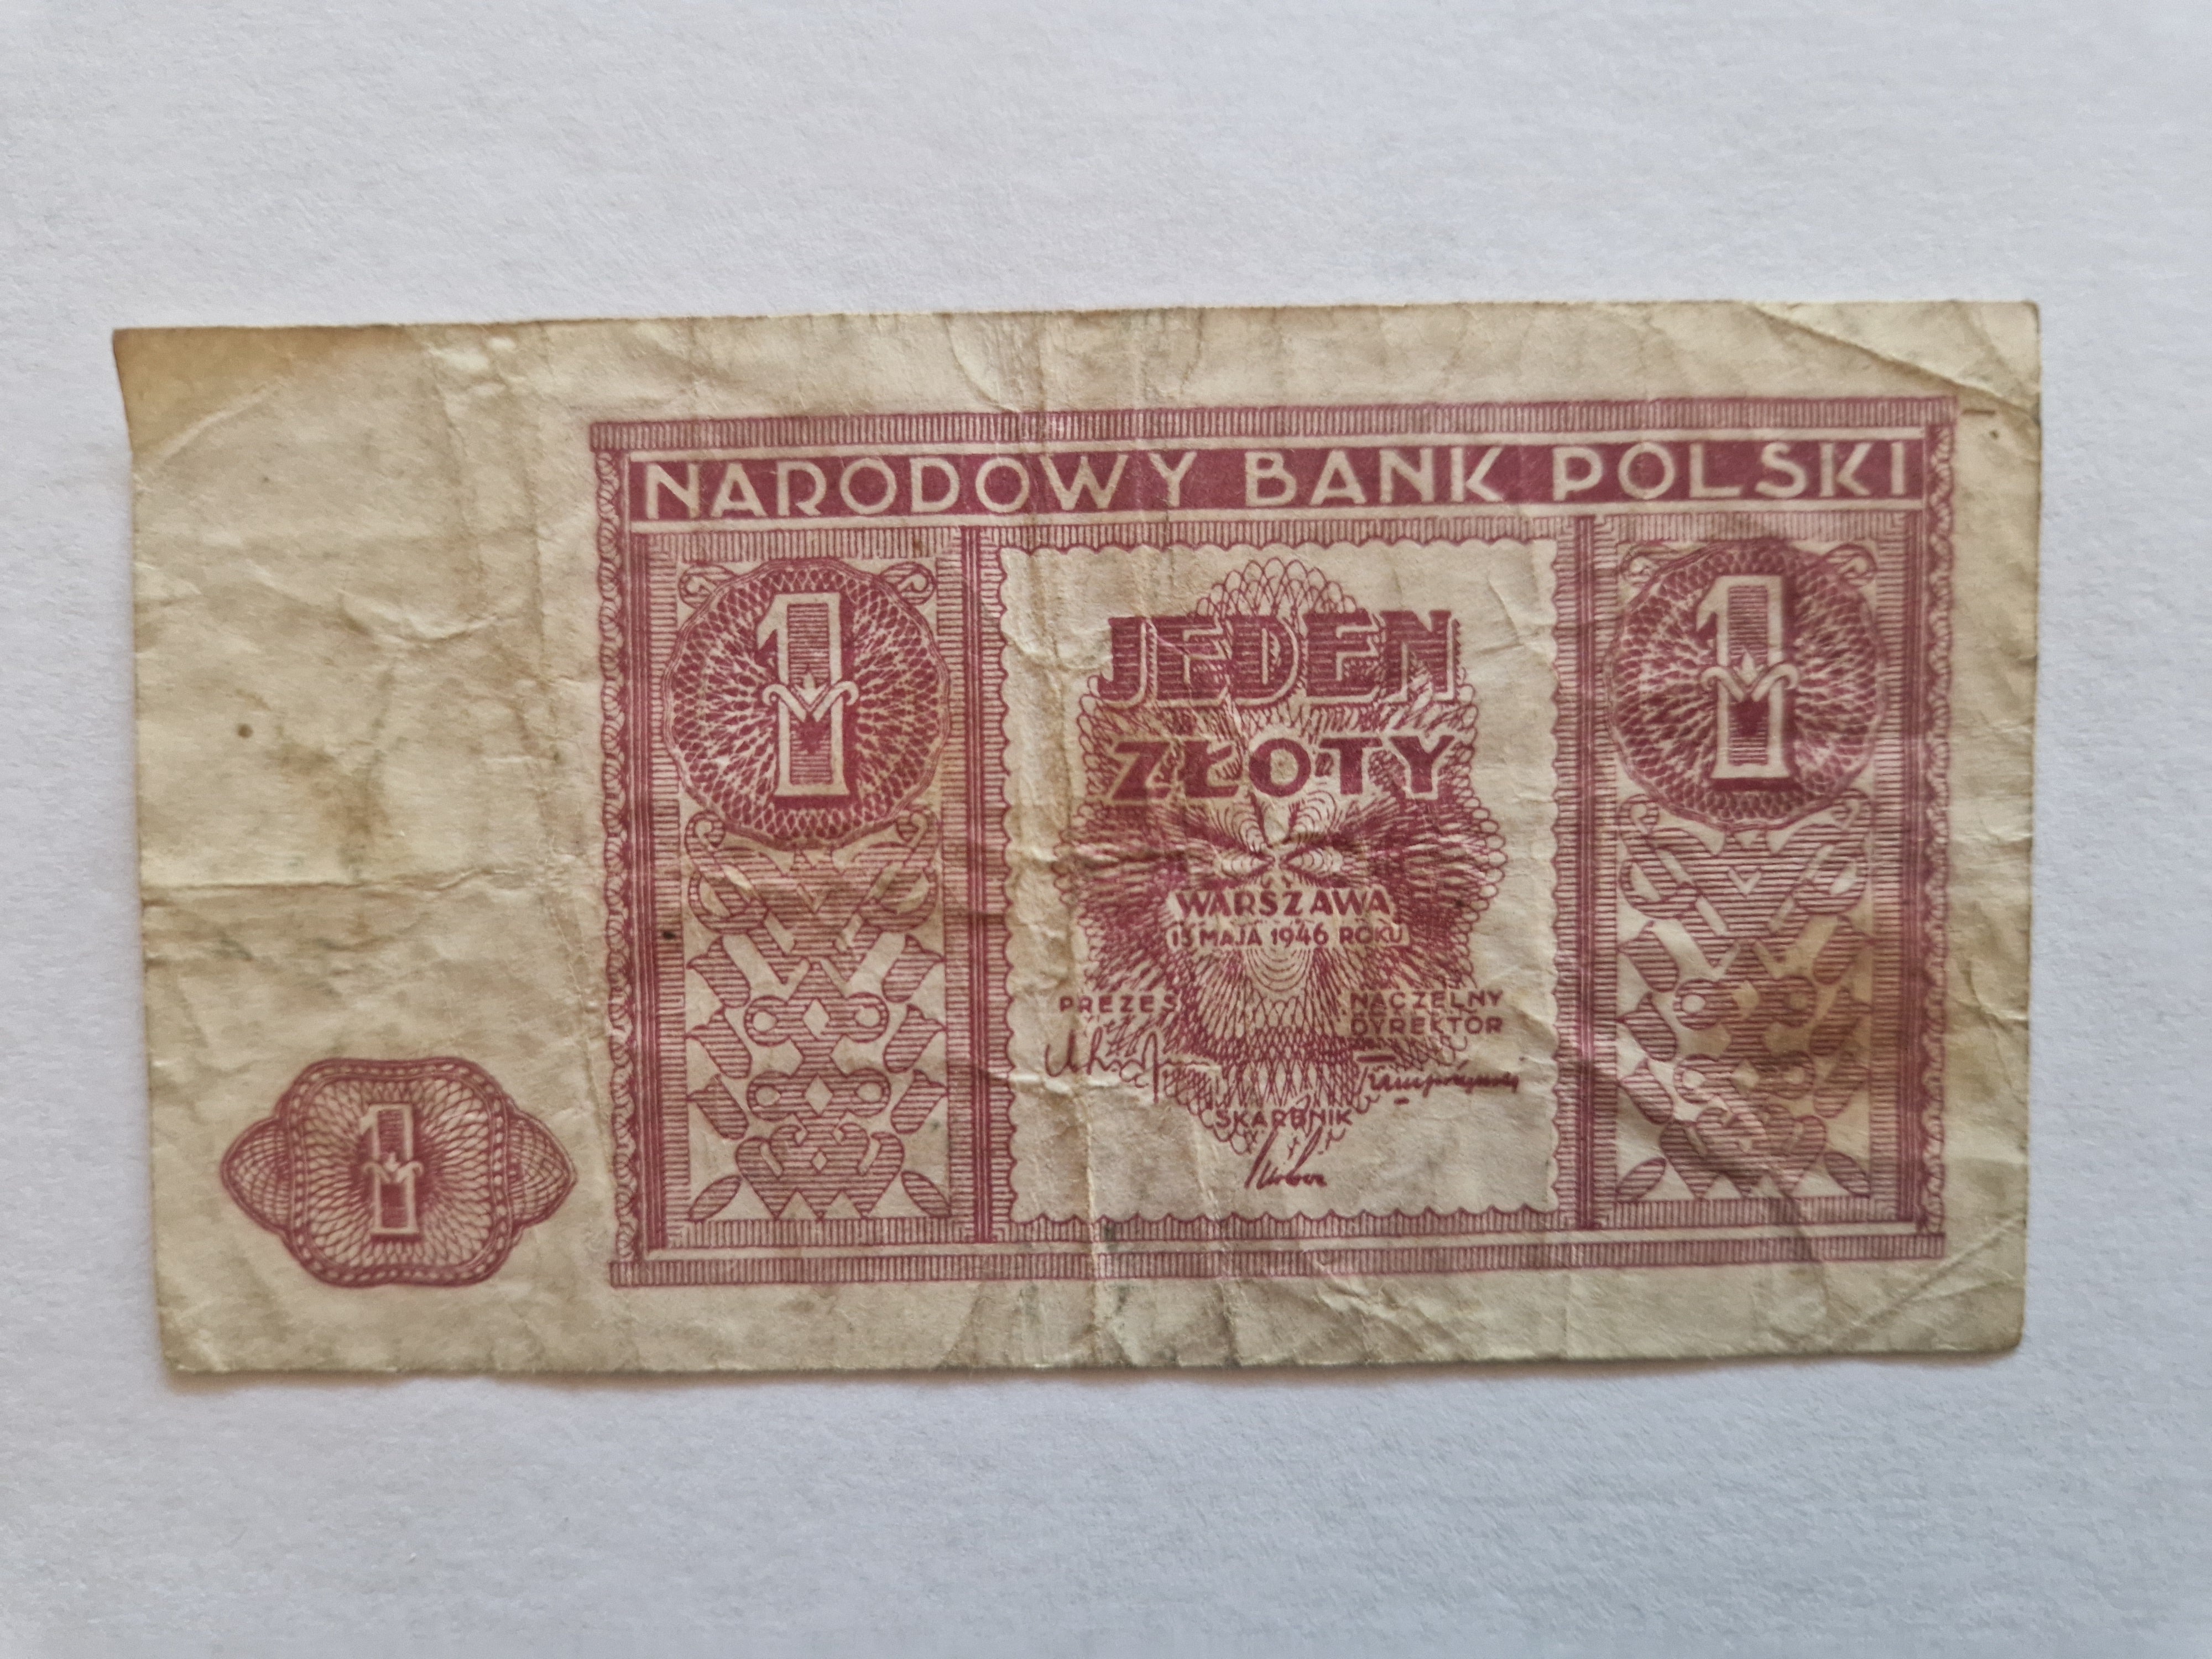 NARODOWY BANK POLSKI
1
1
JEDEN
ZŁOTY
WARSZAWA
15 MAJA 1946 ROKU
PREZES
NACZELNY
DYREKTOR
SKARBNIK
1